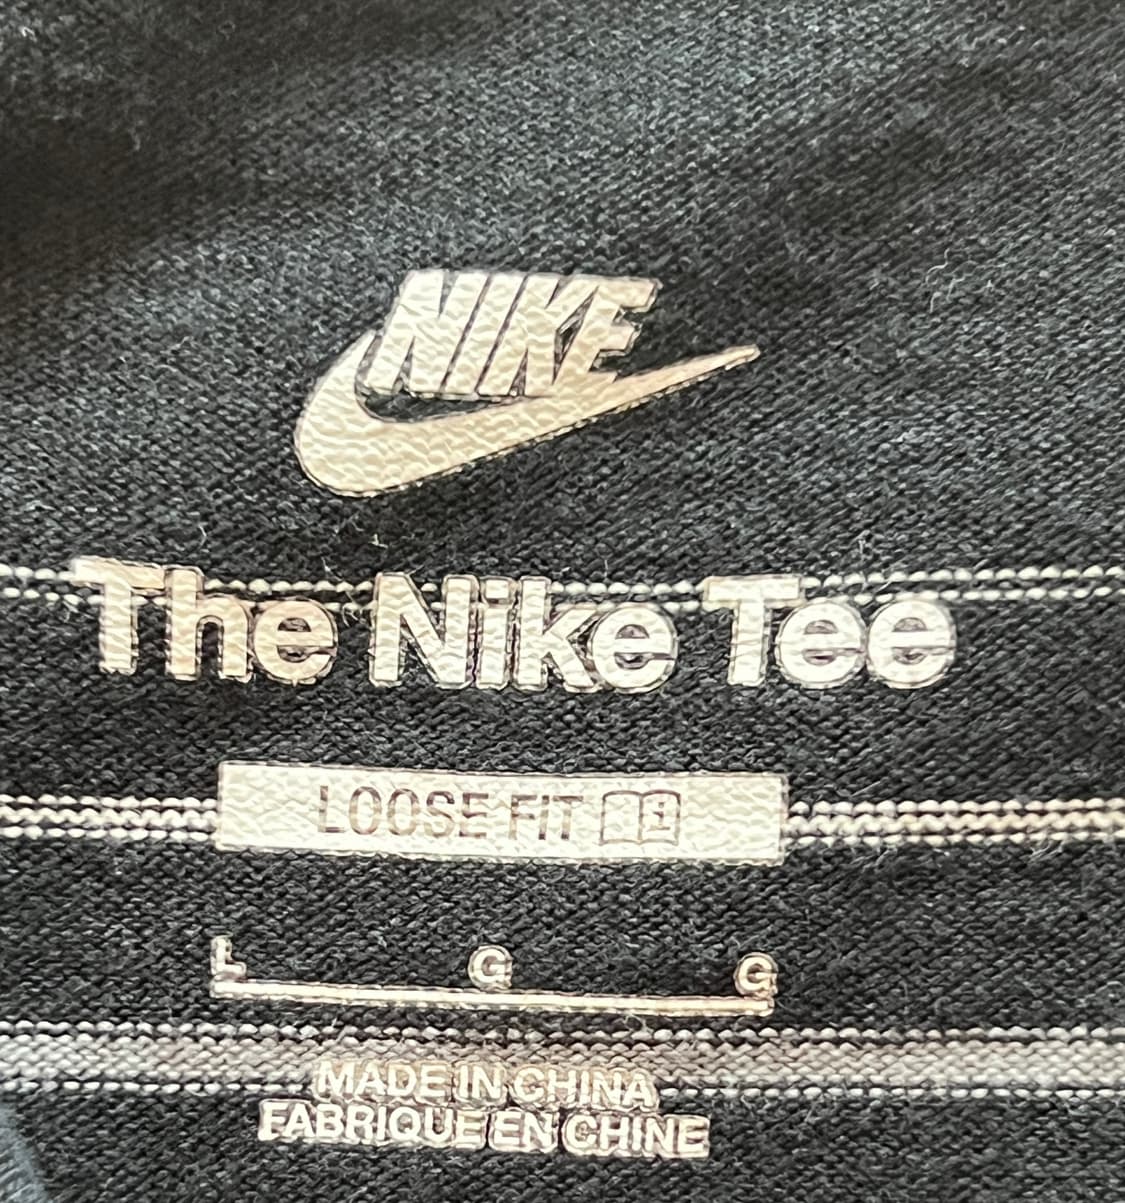 NIKE
The Nike Tee
LOOSE FIT
L G G
MADE IN CHINA
FABRIQUE EN CHINE